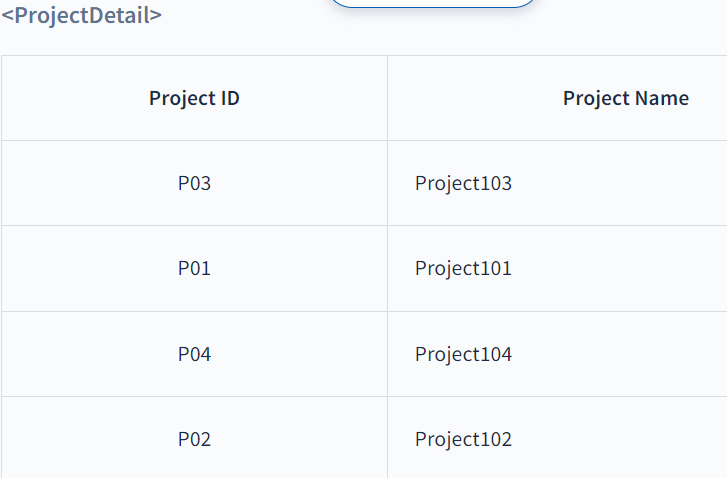 <ProjectDetail>
Project ID Project Name
P03 Project103
P01 Project101
P04 Project104
P02 Project102